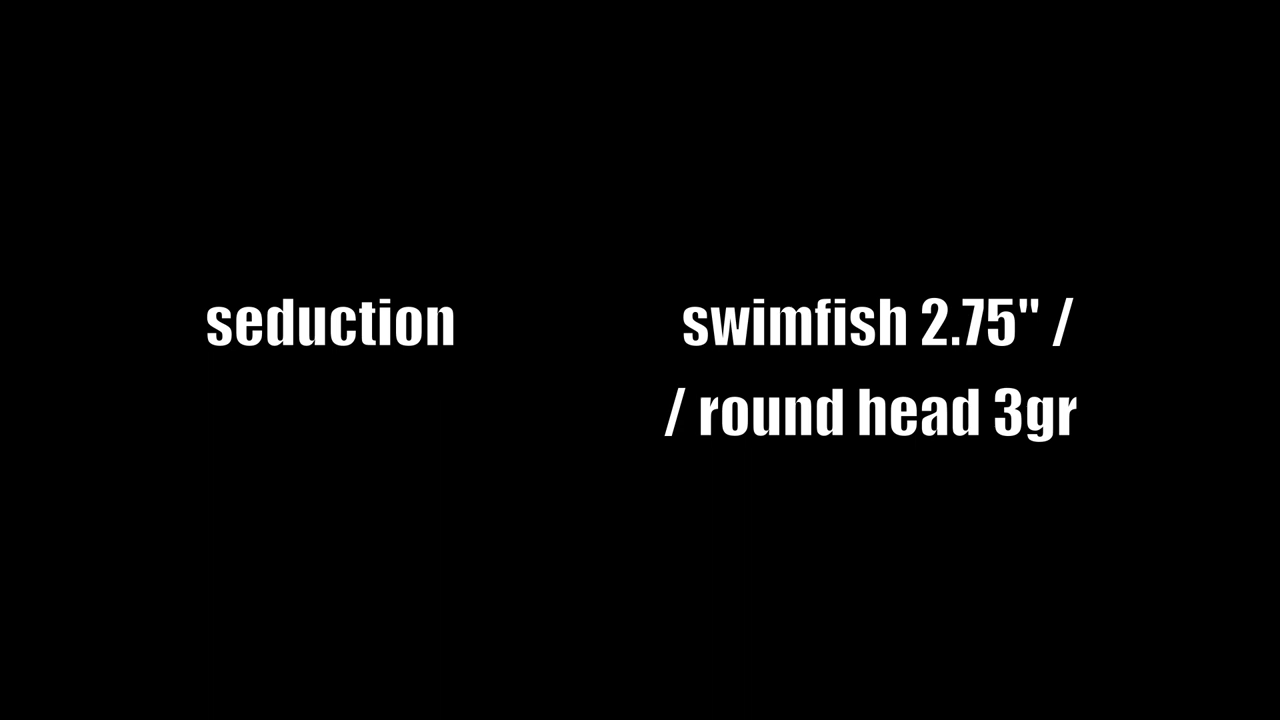 seduction
swimfish 2.75" /
/ round head 3gr